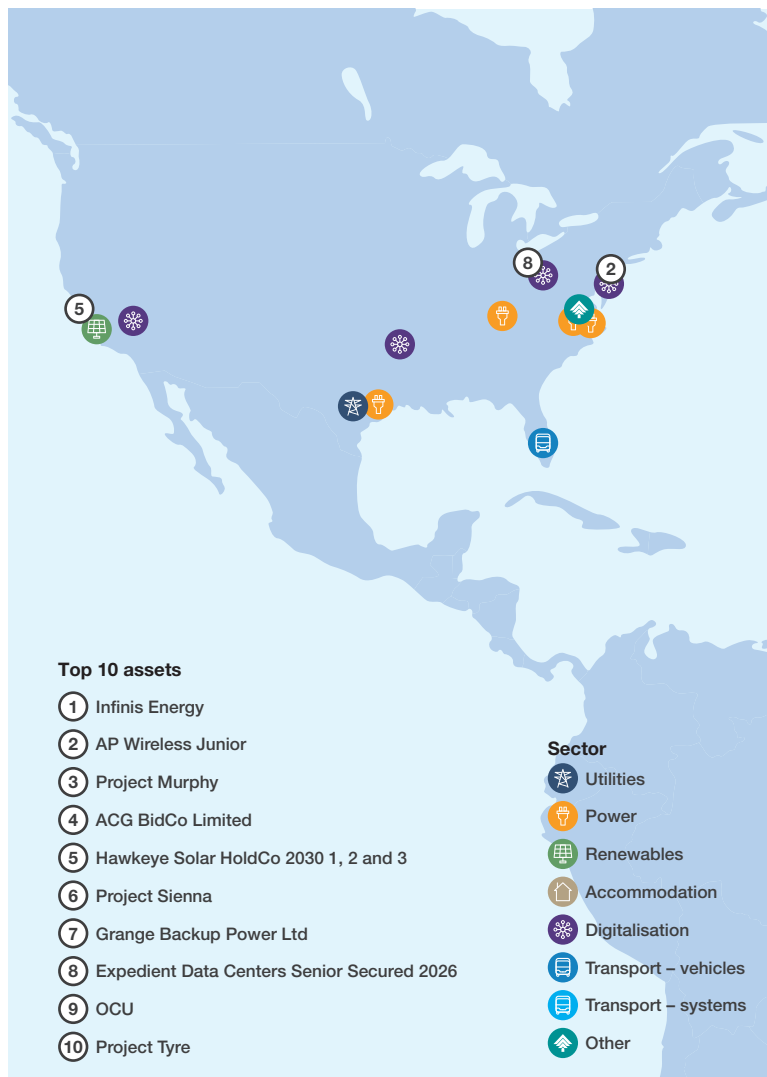 8
2
5
Top 10 assets
1 Infinis Energy
2 AP Wireless Junior
3 Project Murphy
4 ACG BidCo Limited
5 Hawkeye Solar HoldCo 2030 1, 2 and 3
6 Project Sienna
7 Grange Backup Power Ltd
8 Expedient Data Centers Senior Secured 2026
9 OCU
10 Project Tyre
Sector
Utilities
Power
Renewables
Accommodation
Digitalisation
Transport – vehicles
Transport – systems
Other